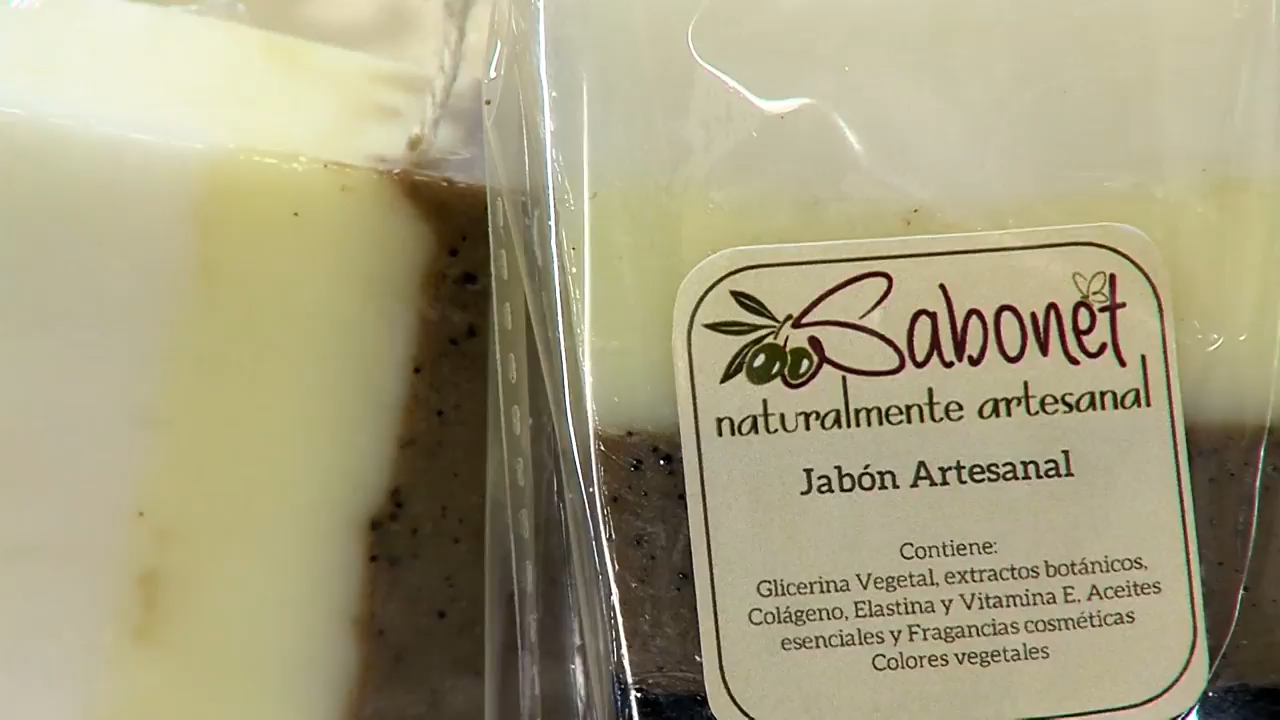 Sabonet
naturalmente artesanal
Jabón Artesanal
Contiene:
Glicerina Vegetal, extractos botánicos,
Colágeno, Elastina y Vitamina E. Aceites
esenciales y Fragancias cosméticas
Colores vegetales